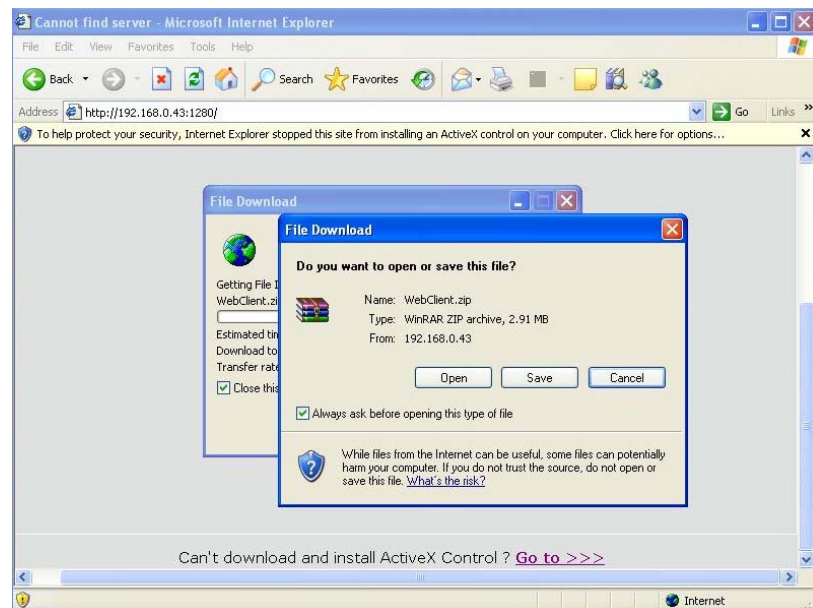 Cannot find server - Microsoft Internet Explorer
File Edit View Favorites Tools Help
Back Search Favorites
Address http://192.168.0.43:1280/ Go Links »
To help protect your security, Internet Explorer stopped this site from installing an ActiveX control on your computer. Click here for options...
File Download
Getting File I
WebClient.zi
Estimated tim
Download to
Transfer rate
Close this
File Download
Do you want to open or save this file?
Name: WebClient.zip
Type: WinRAR ZIP archive, 2.91 MB
From: 192.168.0.43
Open Save Cancel
Always ask before opening this type of file
While files from the Internet can be useful, some files can potentially
harm your computer. If you do not trust the source, do not open or
save this file. What's the risk?
Can't download and install ActiveX Control ? Go to >>>
Internet